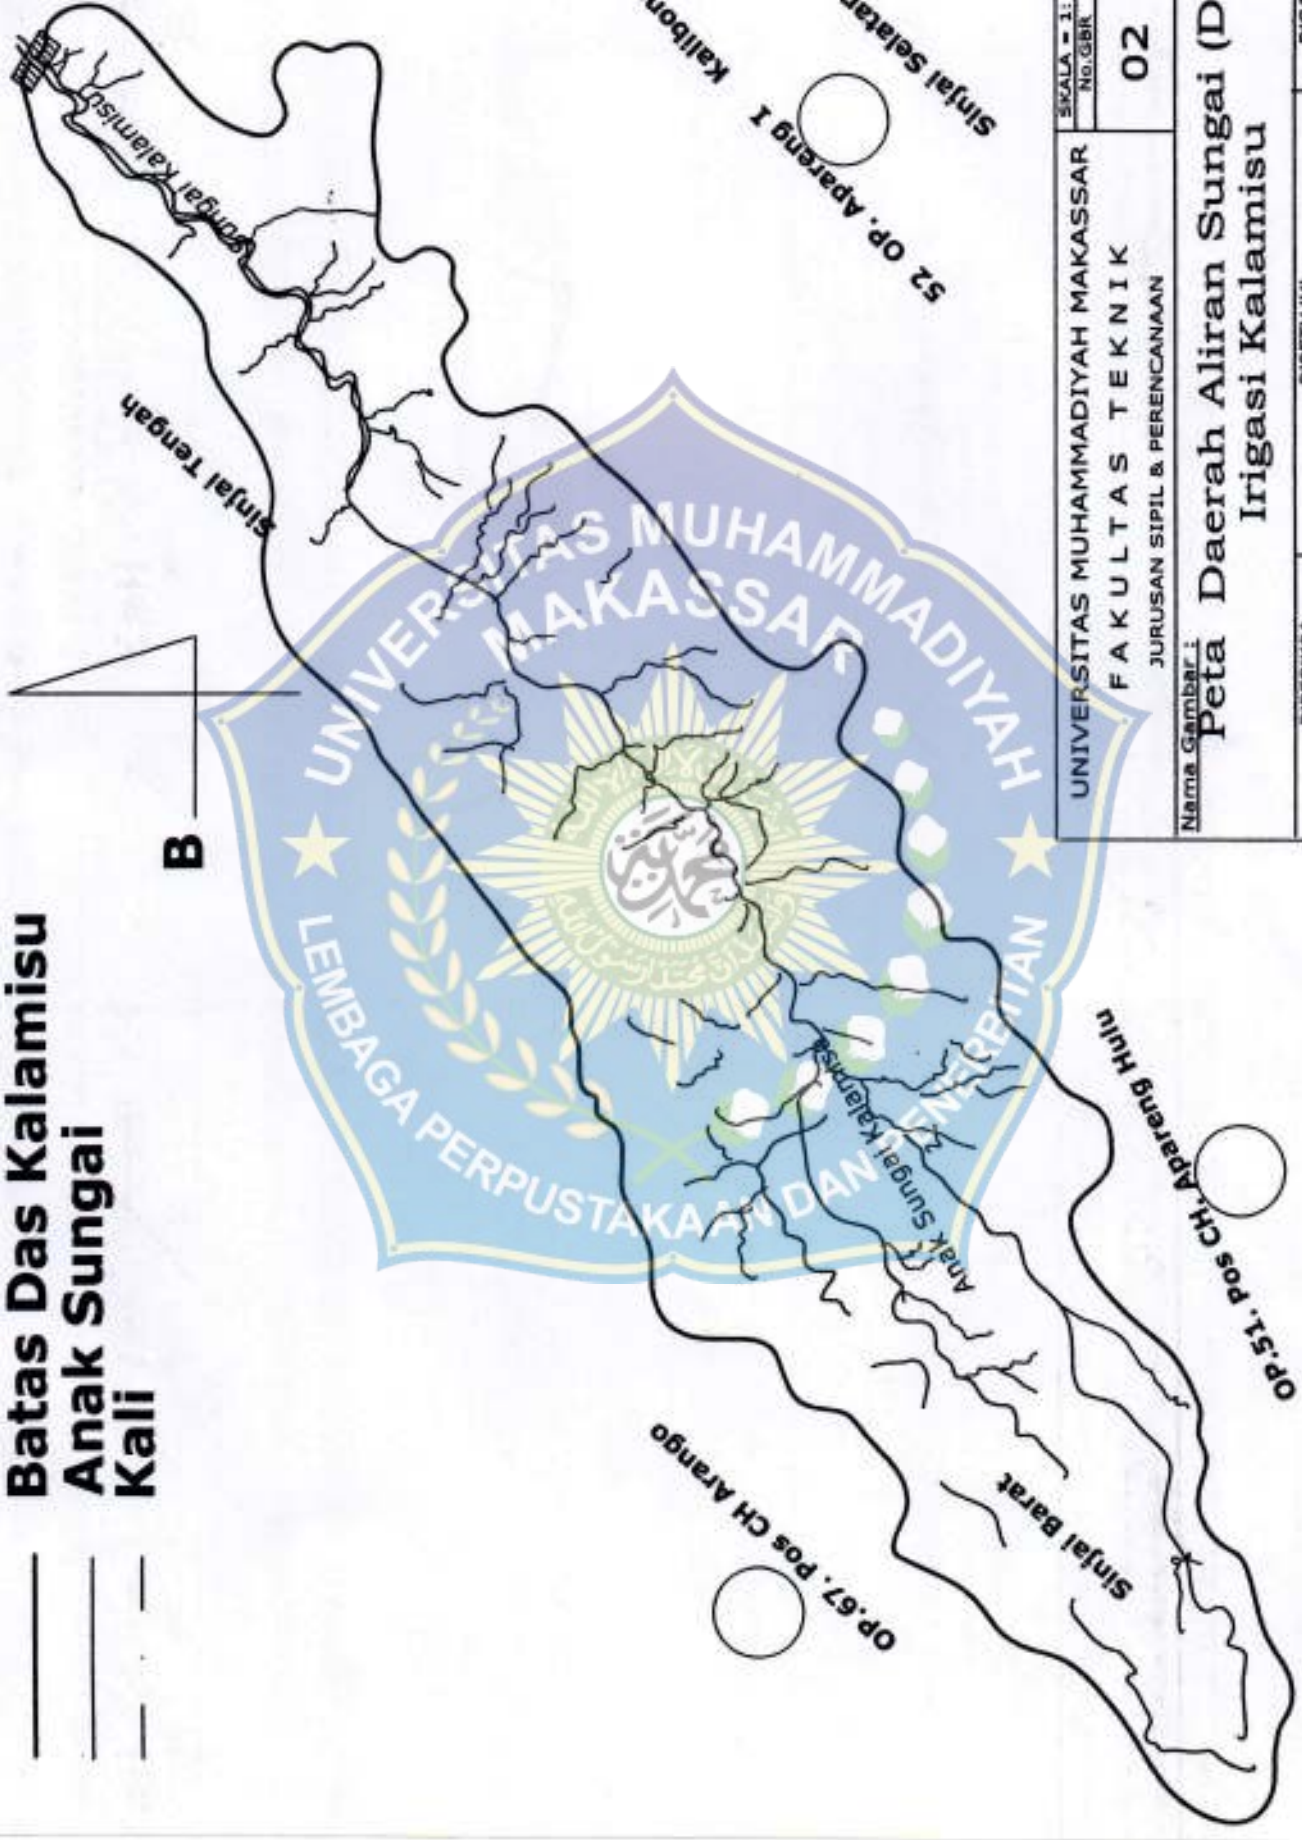 Batas Das Kalamisu
Anak Sungai
Kali
B
Sungai Kalamisu
Sinjai Tengah
Sinjai Selatan
52 OP. Apareng I
Anak Sungai Kalamisu
OP.51. Pos CH. Apareng Hulu
OP.67. Pos CH Arango
Sinjai Barat
UNIVERSITAS MUHAMMADIYAH
MAKASSAR
LEMBAGA PERPUSTAKAAN DAN PENERBITAN
UNIVERSITAS MUHAMMADIYAH MAKASSAR
FAKULTAS TEKNIK
JURUSAN SIPIL & PERENCANAAN
SKALA = 1:
No.GBR
02
Nama Gambar :
Peta Daerah Aliran Sungai (D
Irigasi Kalamisu